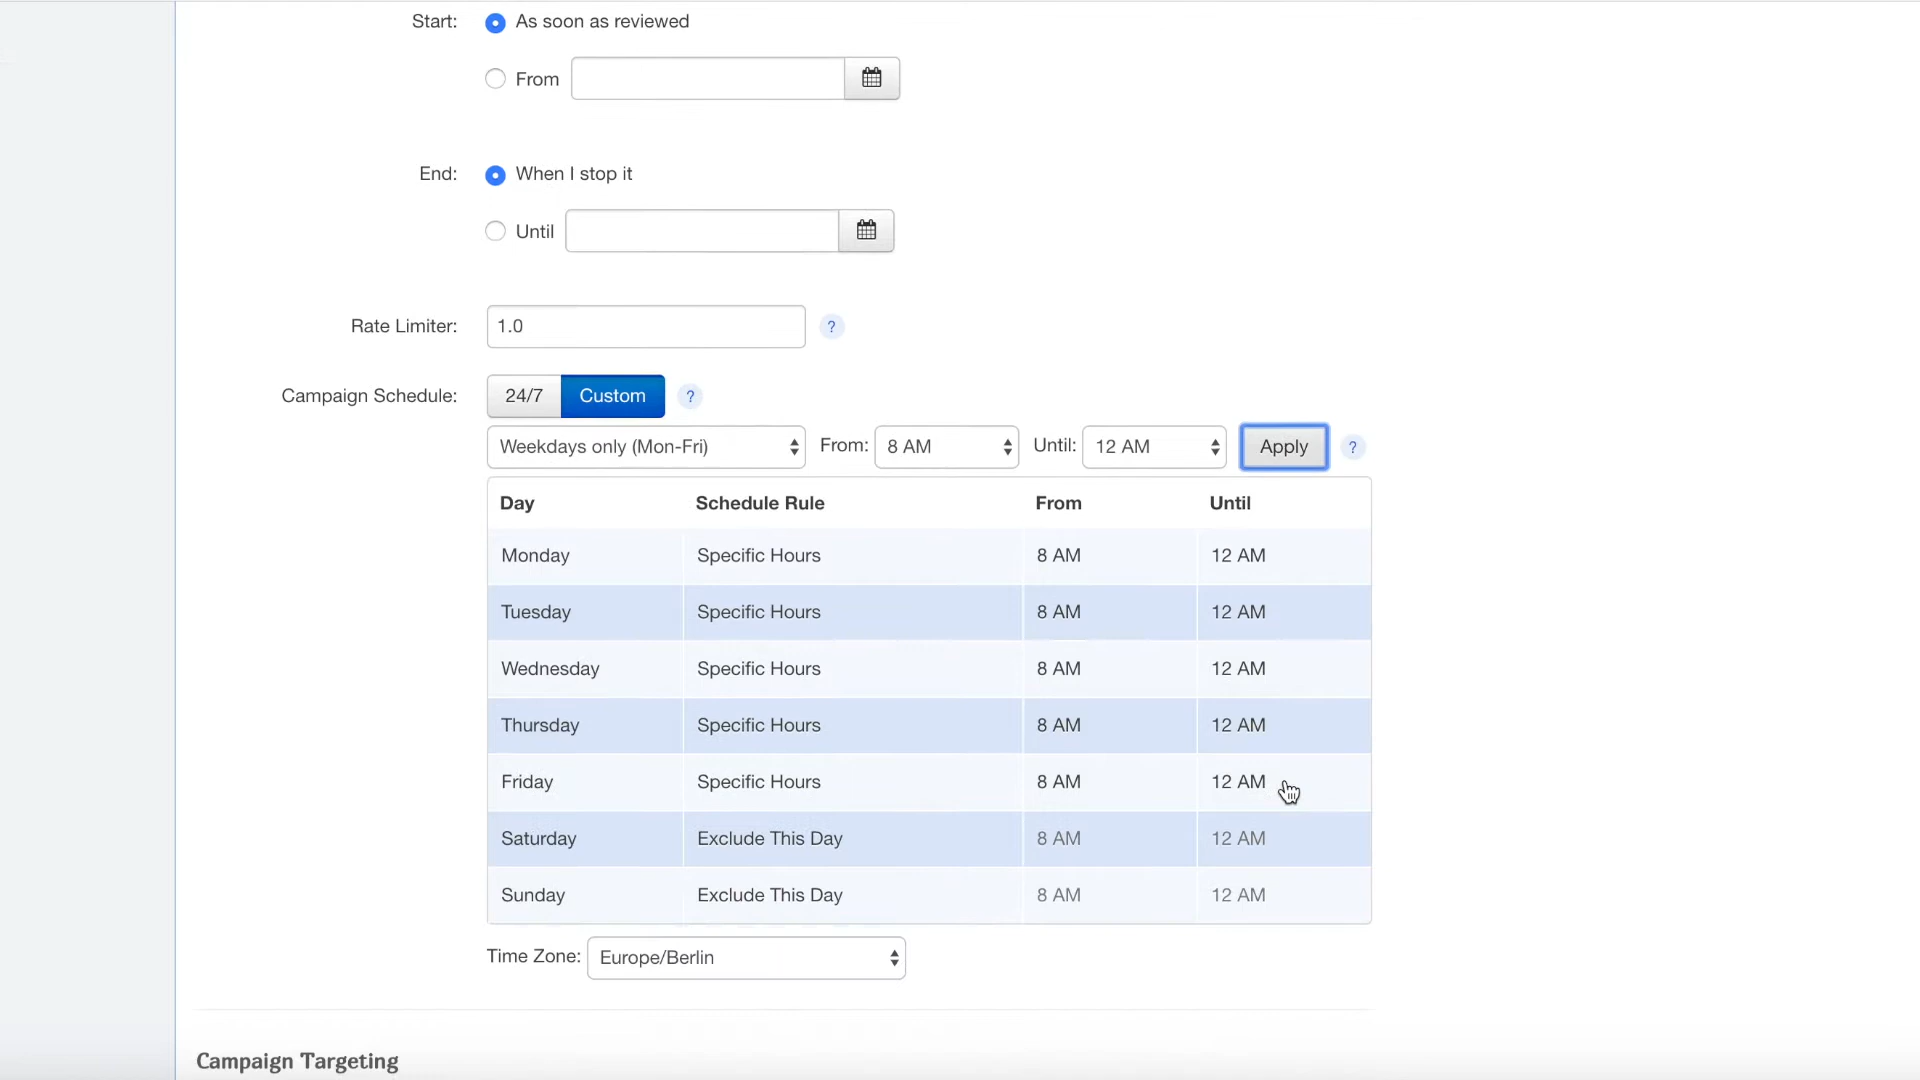 Start: As soon as reviewed
From
End: When I stop it
Until
Rate Limiter: 1.0 ?
Campaign Schedule: 24/7 Custom ?
Weekdays only (Mon-Fri) From: 8 AM Until: 12 AM Apply ?
Day Schedule Rule From Until
Monday Specific Hours 8 AM 12 AM
Tuesday Specific Hours 8 AM 12 AM
Wednesday Specific Hours 8 AM 12 AM
Thursday Specific Hours 8 AM 12 AM
Friday Specific Hours 8 AM 12 AM
Saturday Exclude This Day 8 AM 12 AM
Sunday Exclude This Day 8 AM 12 AM
Time Zone: Europe/Berlin
Campaign Targeting